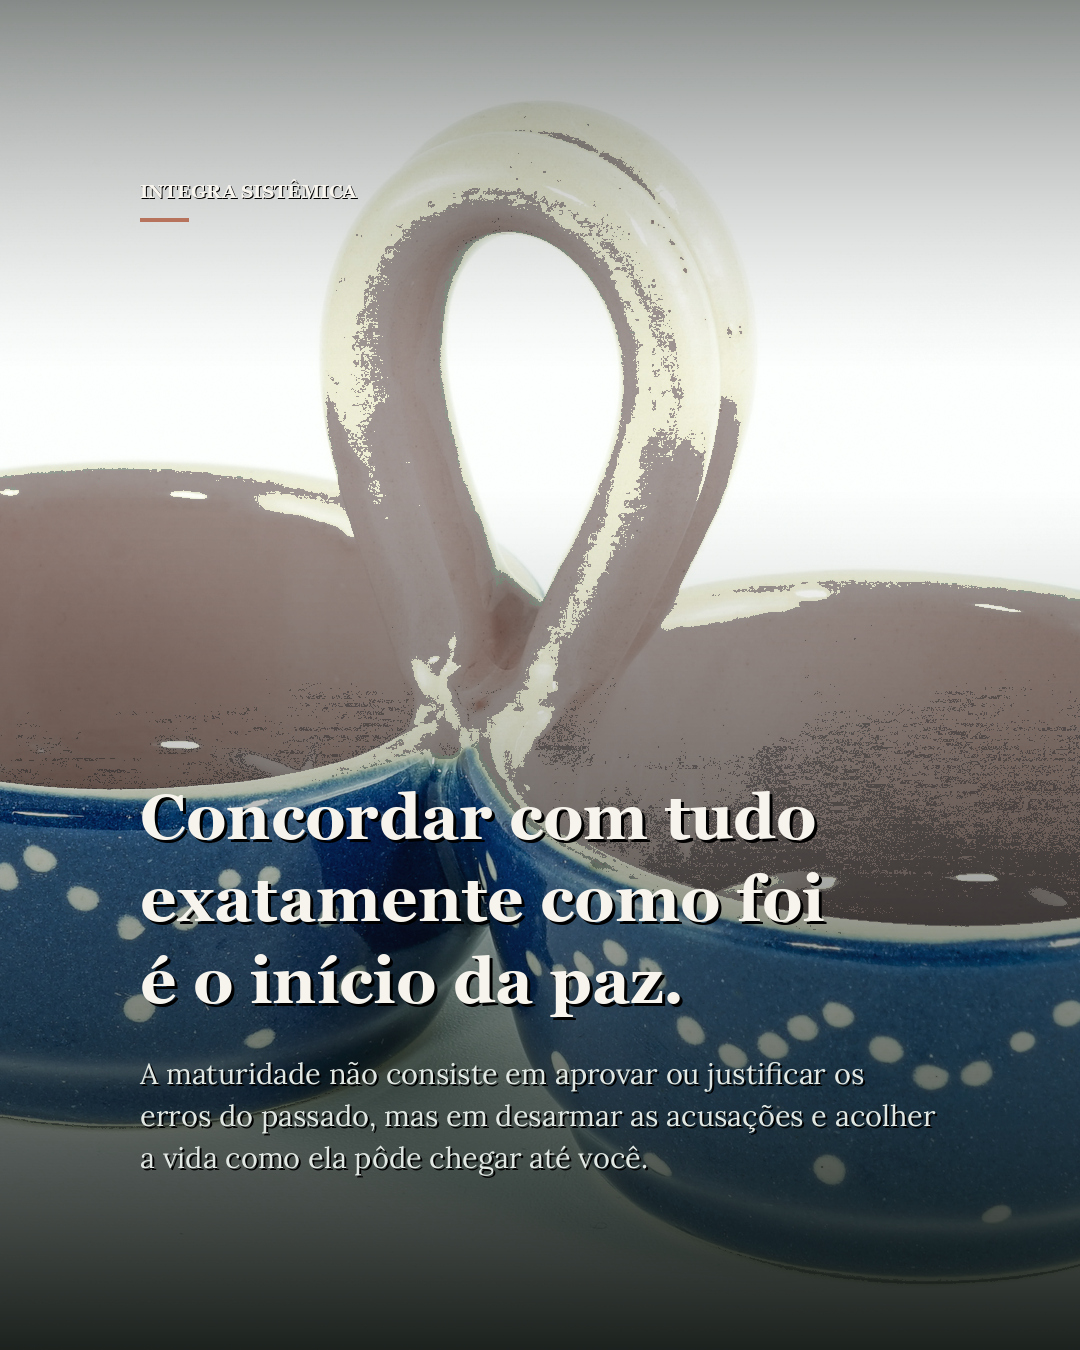 INTEGRA SISTÊMICA
Concordar com tudo
exatamente como foi
é o início da paz.
A maturidade não consiste em aprovar ou justificar os
erros do passado, mas em desarmar as acusações e acolher
a vida como ela pôde chegar até você.